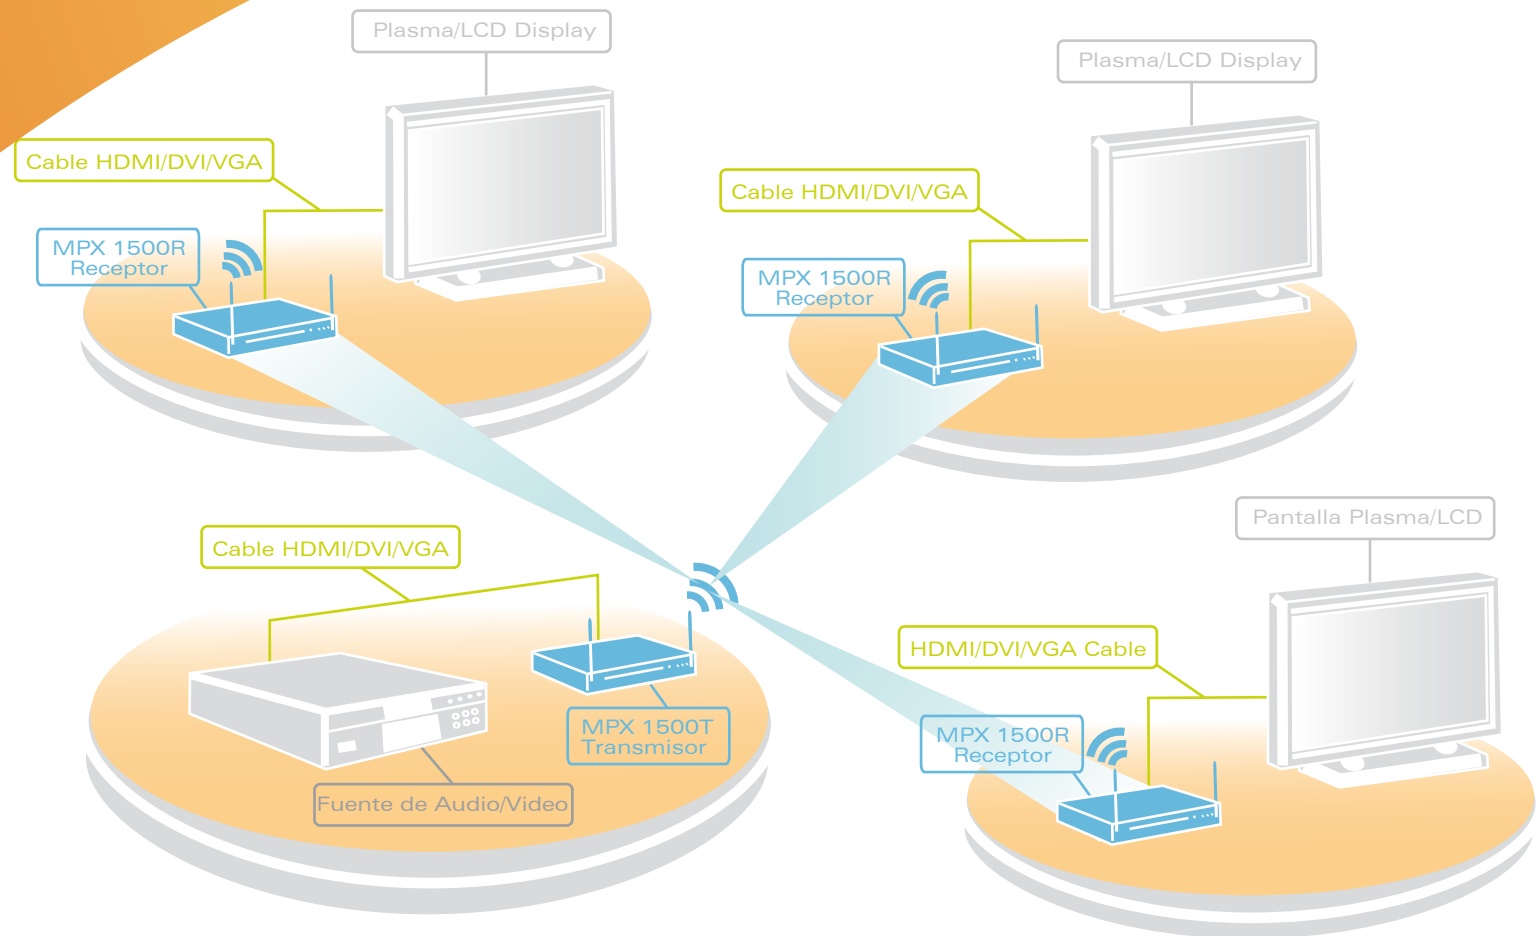 Plasma/LCD Display
Plasma/LCD Display
Cable HDMI/DVI/VGA
Cable HDMI/DVI/VGA
MPX 1500R
Receptor
MPX 1500R
Receptor
Pantalla Plasma/LCD
Cable HDMI/DVI/VGA
HDMI/DVI/VGA Cable
MPX 1500T
Transmisor
MPX 1500R
Receptor
Fuente de Audio/Video